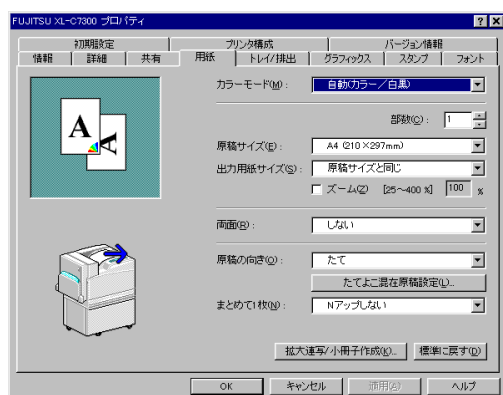 FUJITSU XL-C7300 プロパティ
初期設定 プリンタ構成 バージョン情報
情報 詳細 共有 用紙 トレイ/排出 グラフィックス スタンプ フォント
カラーモード(M): 自動(カラー/白黒)
部数(C): 1
原稿サイズ(E): A4 (210×297mm)
出力用紙サイズ(S): 原稿サイズと同じ
ズーム(Z) [25~400 %] 100 %
両面(R): しない
原稿の向き(O): たて
たてよこ混在原稿設定(L)...
まとめて1枚(N): Nアップしない
拡大連写/小冊子作成(K)... 標準に戻す(D)
OK キャンセル 適用(A) ヘルプ
A
A